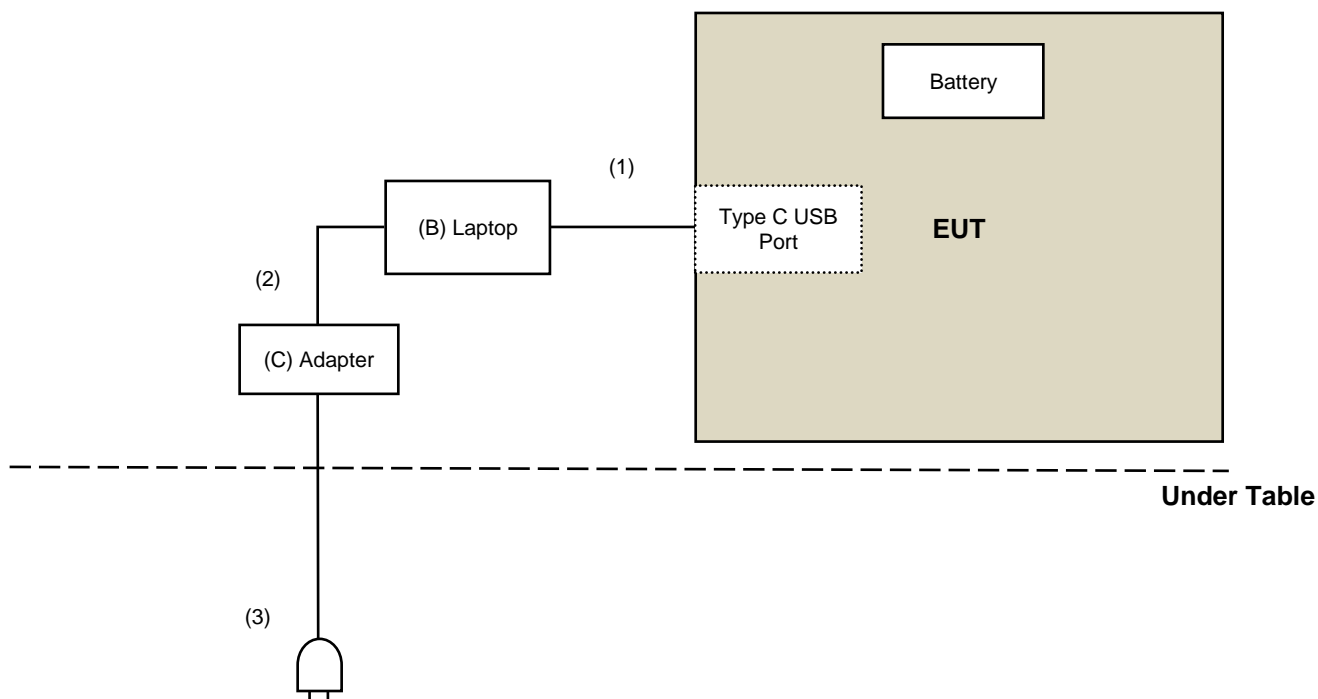 Battery
(1)
(B) Laptop
Type C USB
Port
EUT
(2)
(C) Adapter
Under Table
(3)